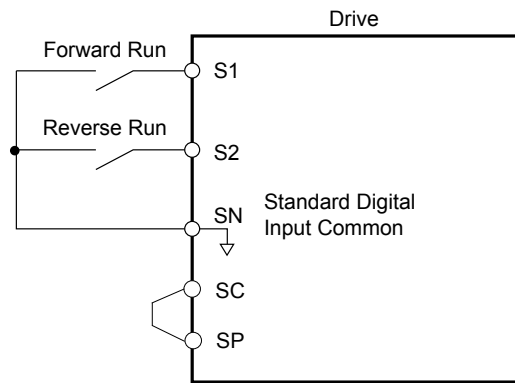 Drive
Forward Run
S1
Reverse Run
S2
SN
Standard Digital
Input Common
SC
SP